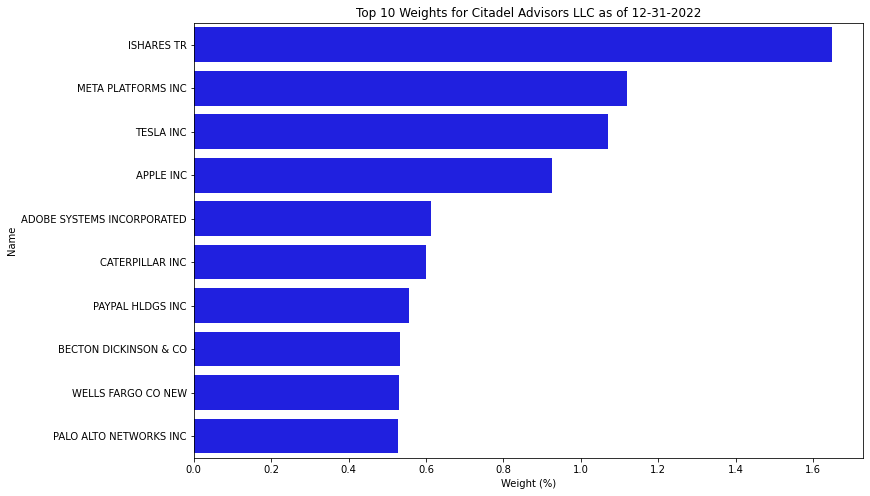 Top 10 Weights for Citadel Advisors LLC as of 12-31-2022
ISHARES TR
META PLATFORMS INC
TESLA INC
APPLE INC
ADOBE SYSTEMS INCORPORATED
CATERPILLAR INC
PAYPAL HLDGS INC
BECTON DICKINSON & CO
WELLS FARGO CO NEW
PALO ALTO NETWORKS INC
Name
0.0 0.2 0.4 0.6 0.8 1.0 1.2 1.4 1.6
Weight (%)